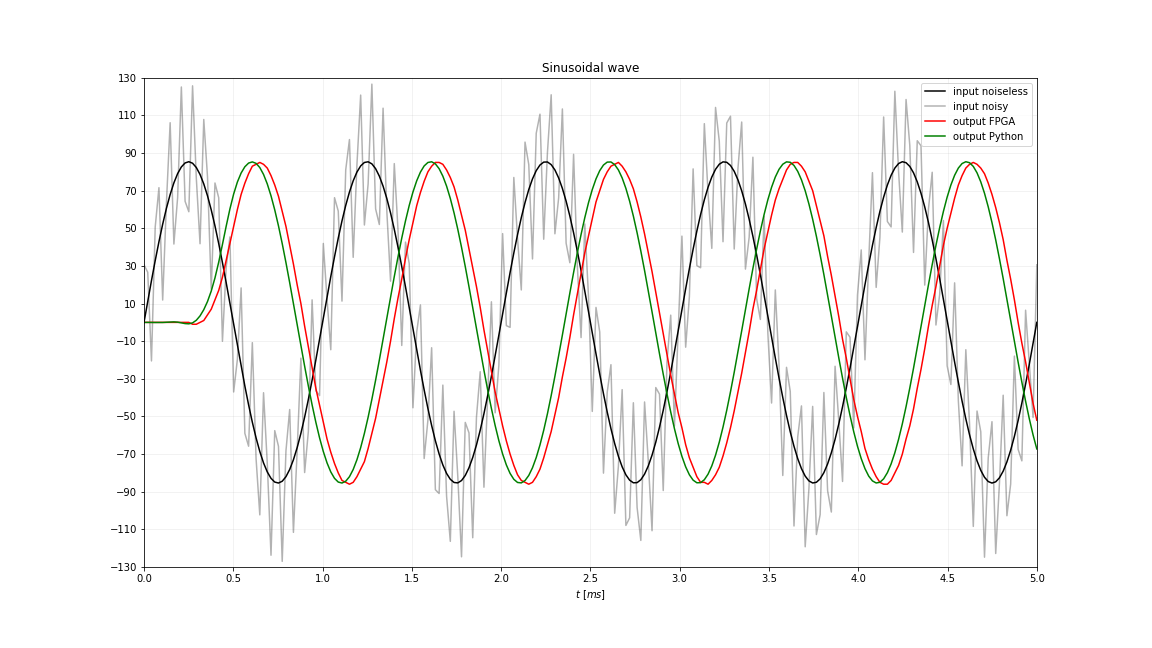 Sinusoidal wave
130
110
90
70
50
30
10
−10
−30
−50
−70
−90
−110
−130
input noiseless
input noisy
output FPGA
output Python
0.0 0.5 1.0 1.5 2.0 2.5 3.0 3.5 4.0 4.5 5.0
t [ms]